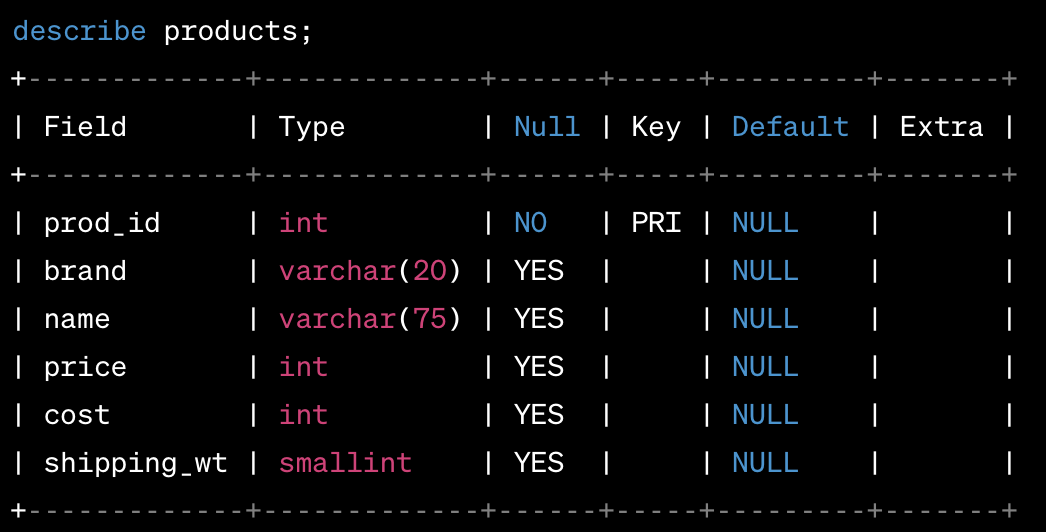 describe products;
+-------------+-------------+------+-----+---------+-------+
| Field       | Type        | Null | Key | Default | Extra |
+-------------+-------------+------+-----+---------+-------+
| prod_id     | int         | NO   | PRI | NULL    |       |
| brand       | varchar(20) | YES  |     | NULL    |       |
| name        | varchar(75) | YES  |     | NULL    |       |
| price       | int         | YES  |     | NULL    |       |
| cost        | int         | YES  |     | NULL    |       |
| shipping_wt | smallint    | YES  |     | NULL    |       |
+-------------+-------------+------+-----+---------+-------+